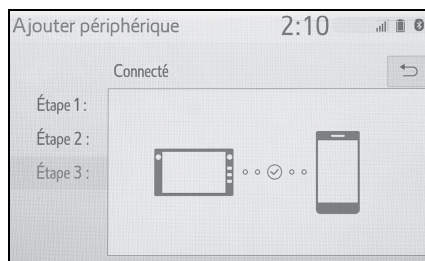 Ajouter périphérique 2:10
Connecté
Étape 1 :
Étape 2 :
Étape 3 :